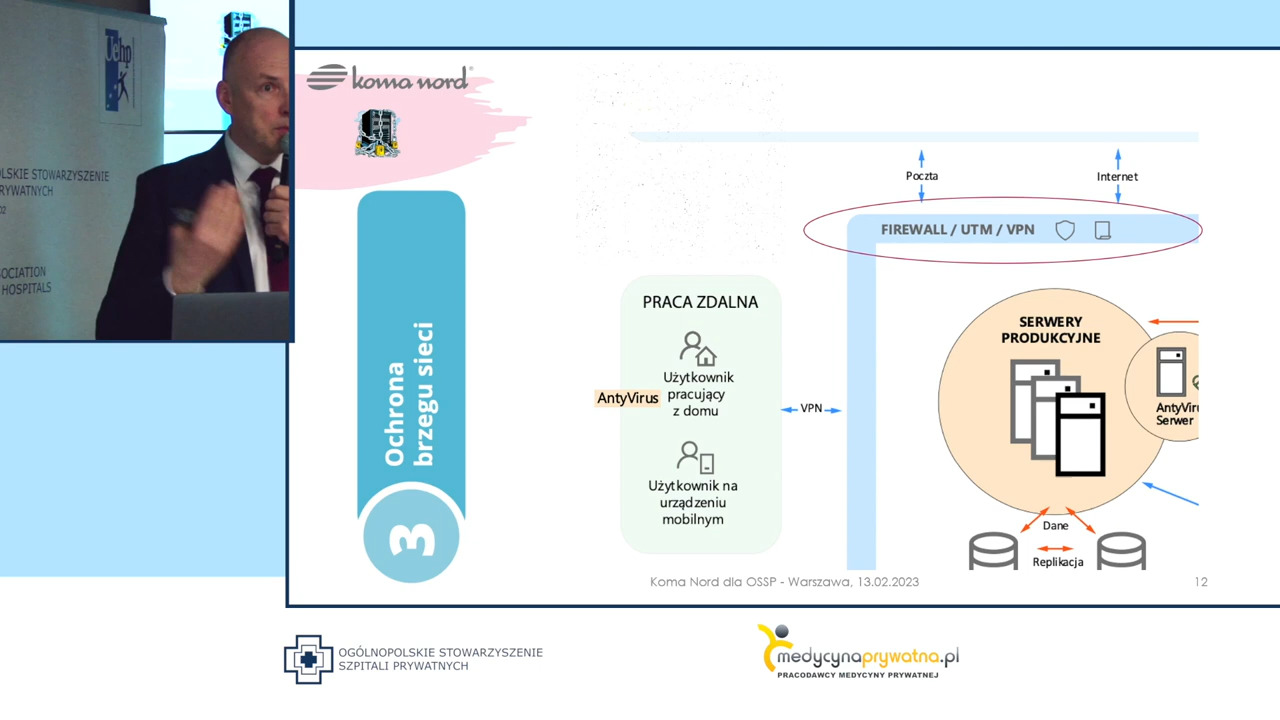 Uehp
LSKIE STOWARZYSZENIE
PRYWATNYCH
OCIATION
HOSPITALS
koma nord
Ochrona
brzegu sieci
3
Poczta
Internet
FIREWALL / UTM / VPN
PRACA ZDALNA
Użytkownik
pracujący
z domu
AntyVirus
VPN
Użytkownik na
urządzeniu
mobilnym
SERWERY
PRODUKCYJNE
AntyViru
Serwer
Dane
Replikacja
Koma Nord dla OSSP - Warszawa, 13.02.2023
12
OGÓLNOPOLSKIE STOWARZYSZENIE
SZPITALI PRYWATNYCH
medycynaprywatna.pl
PRACODAWCY MEDYCYNY PRYWATNEJ